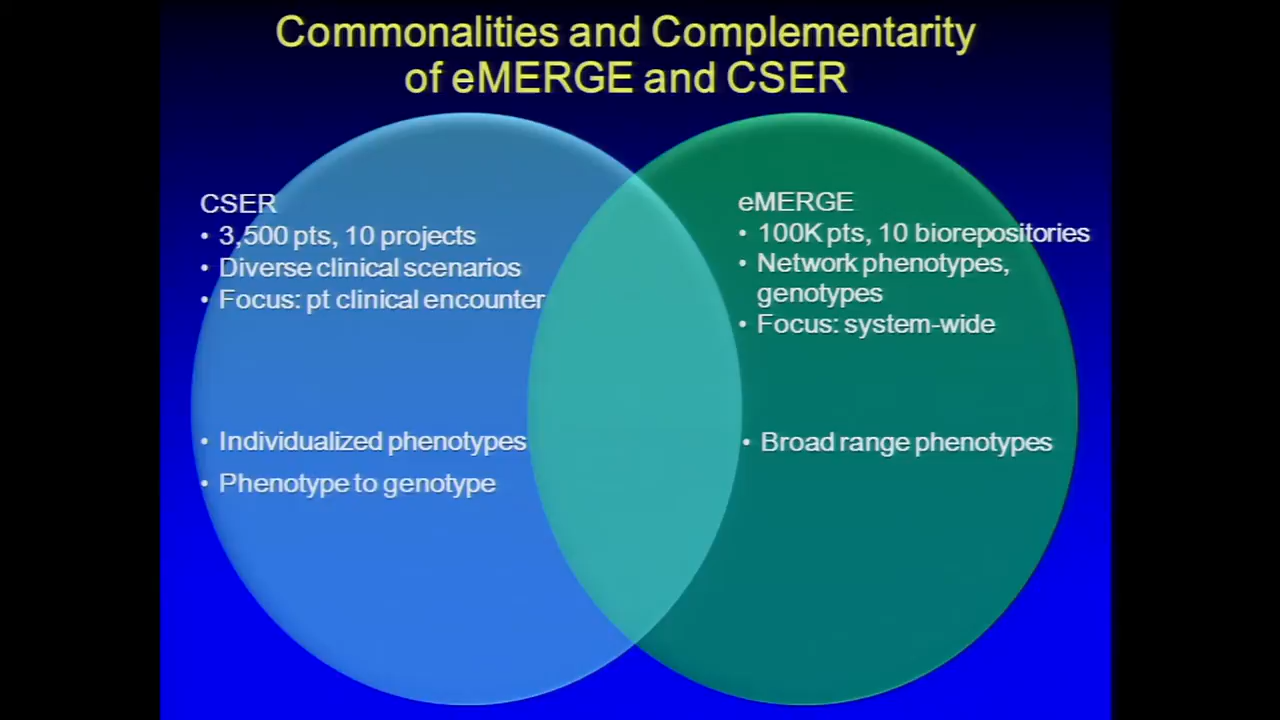 Commonalities and Complementarity
of eMERGE and CSER
CSER
• 3,500 pts, 10 projects
• Diverse clinical scenarios
• Focus: pt clinical encounter
• Individualized phenotypes
• Phenotype to genotype
eMERGE
• 100K pts, 10 biorepositories
• Network phenotypes,
genotypes
• Focus: system-wide
• Broad range phenotypes